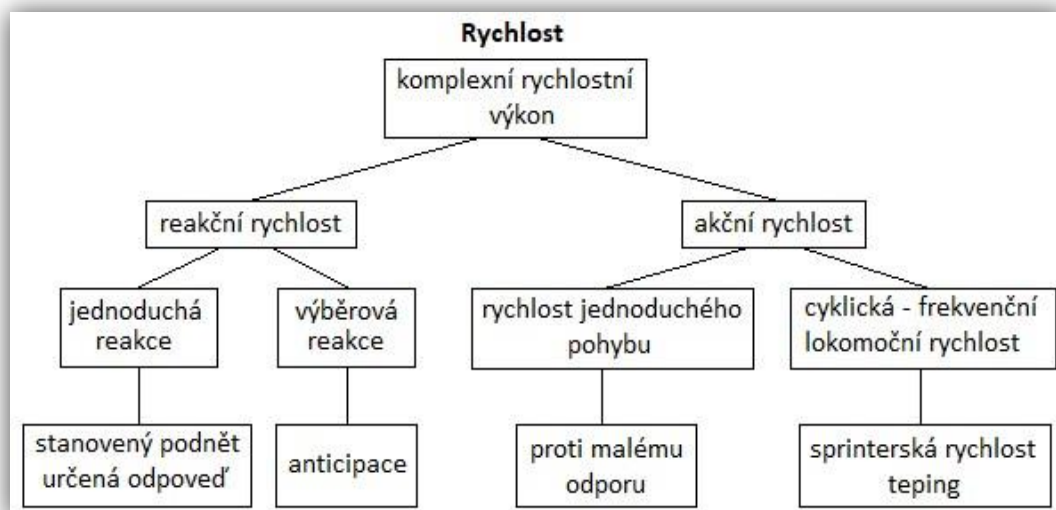 Rychlost
komplexní rychlostní
výkon
reakční rychlost
akční rychlost
jednoduchá
reakce
výběrová
reakce
rychlost jednoduchého
pohybu
cyklická - frekvenční
lokomoční rychlost
stanovený podnět
určená odpoveď
anticipace
proti malému
odporu
sprinterská rychlost
teping